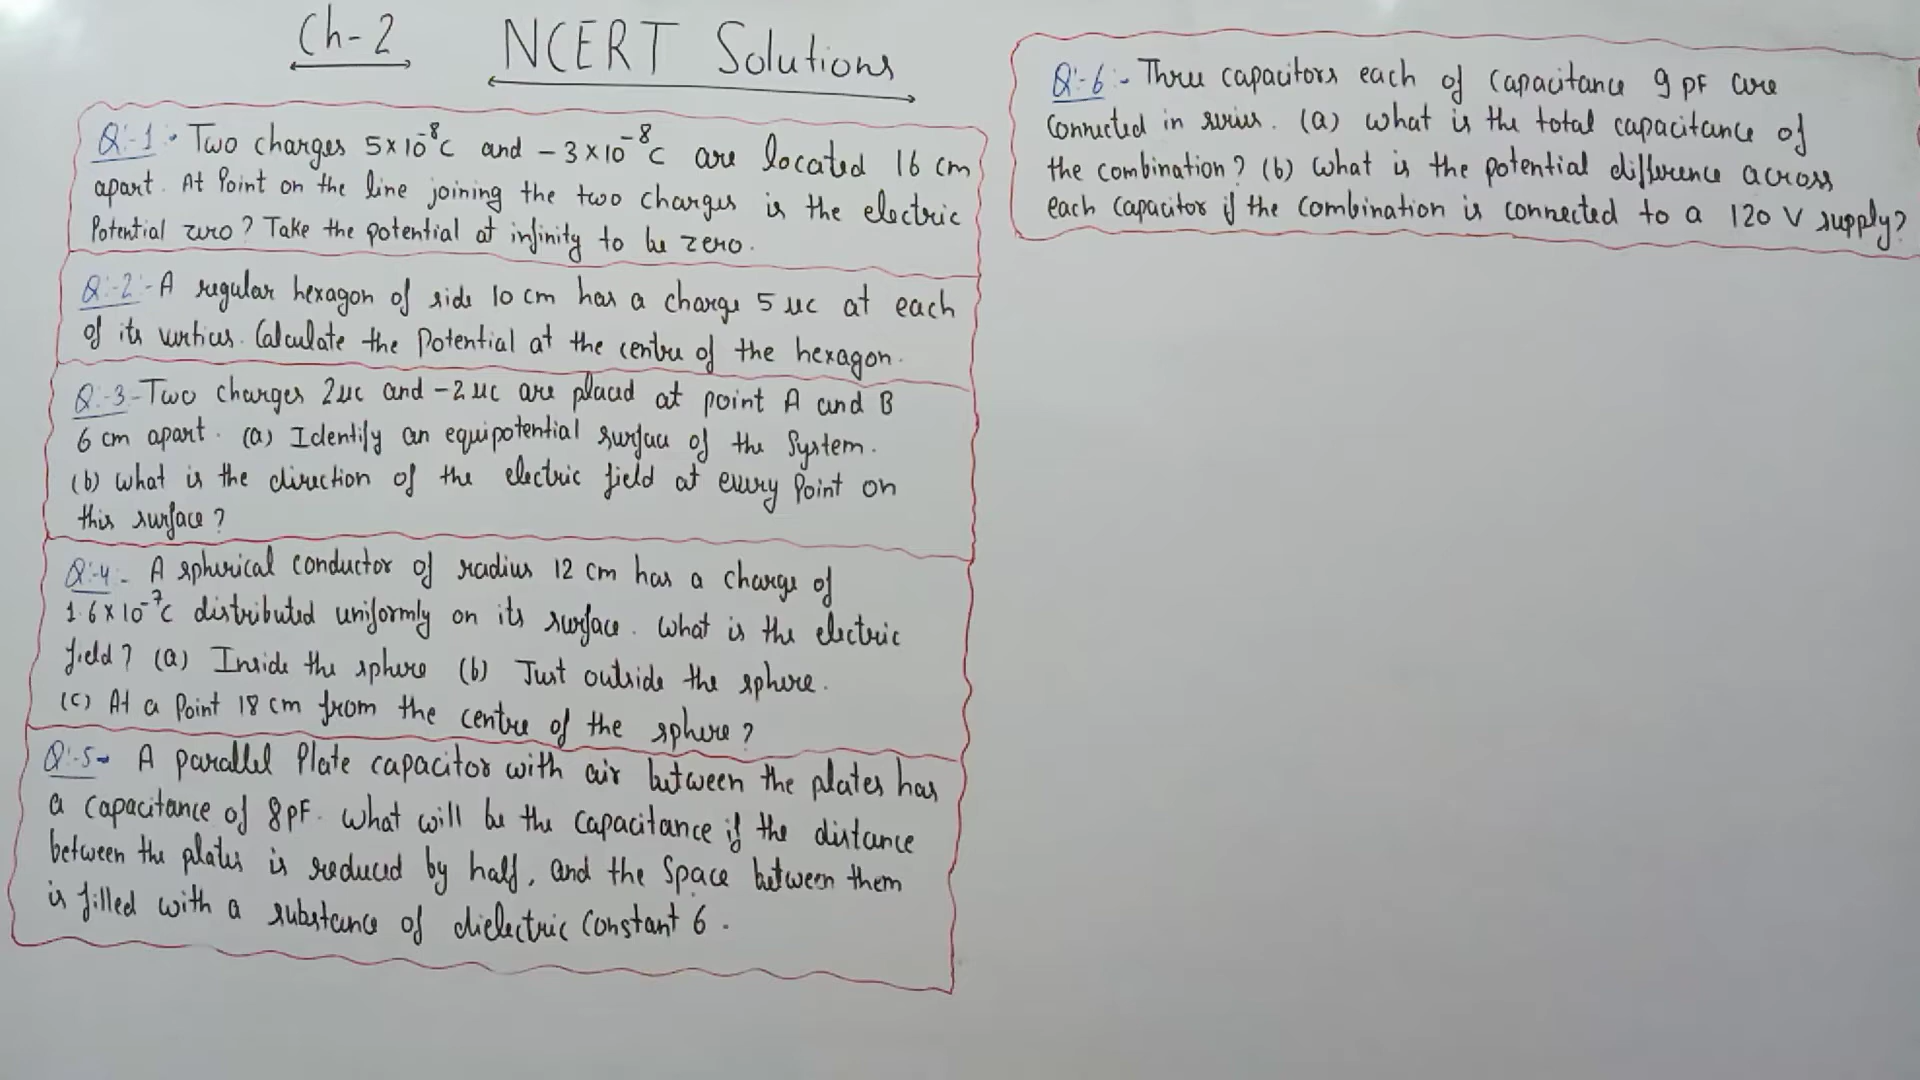 Ch-2 NCERT Solutions
Q:-1:- Two charges 5×10⁻⁸C and -3×10⁻⁸C are located 16 cm
apart. At Point on the line joining the two charges is the electric
Potential zero? Take the potential at infinity to be zero.
Q:-2:- A regular hexagon of side 10 cm has a charge 5 μc at each
of its vertices. Calculate the Potential at the centre of the hexagon.
Q:-3- Two charges 2μc and -2μc are placed at point A and B
6 cm apart. (a) Identify an equipotential surface of the System.
(b) what is the direction of the electric field at every Point on
this surface?
Q:-4- A spherical conductor of radius 12 cm has a charge of
1.6×10⁻⁷C distributed uniformly on its surface. What is the electric
field? (a) Inside the sphere (b) Just outside the sphere.
(c) At a Point 18 cm from the centre of the sphere?
Q:-5- A parallel Plate capacitor with air between the plates has
a capacitance of 8pF. What will be the capacitance if the distance
between the plates is reduced by half, and the Space between them
is filled with a substance of dielectric Constant 6.
Q:-6:- Three capacitors each of capacitance 9 pF are
Connected in series. (a) what is the total capacitance of
the combination? (b) What is the potential difference across
each capacitor if the combination is connected to a 120 V supply?